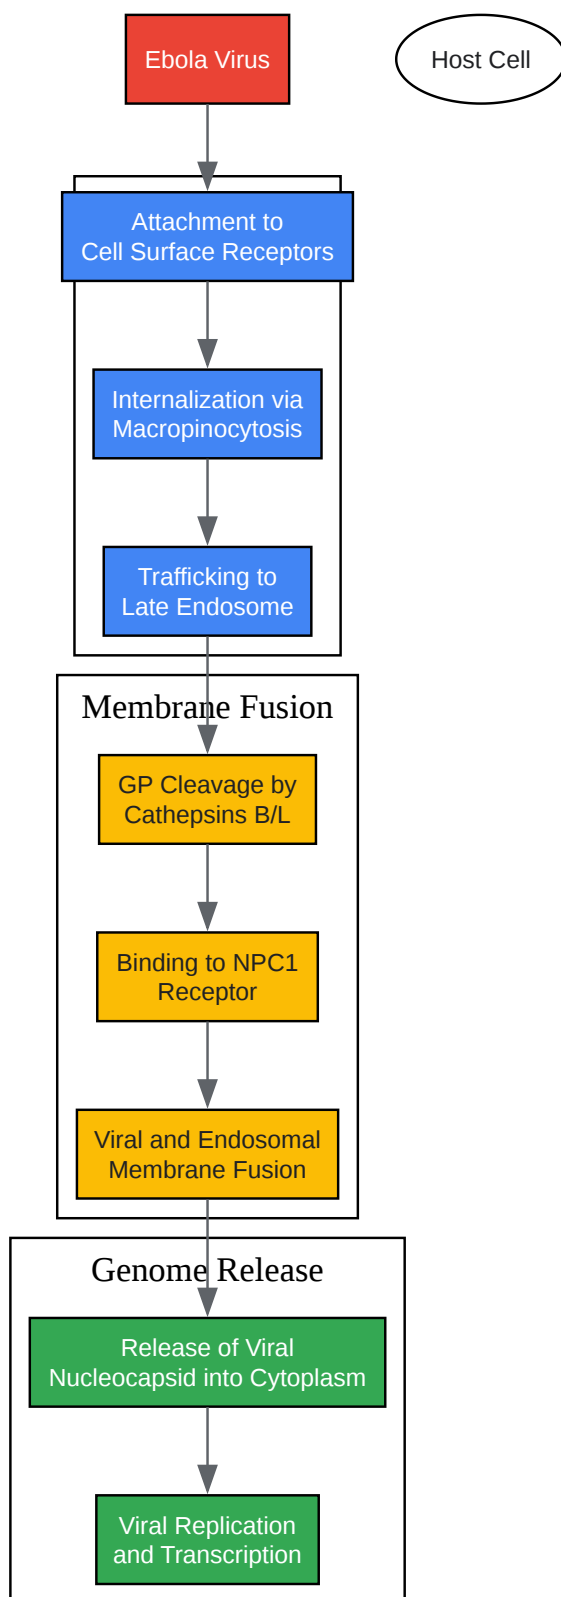 Ebola Virus
Host Cell
Attachment to
Cell Surface Receptors
Internalization via
Macropinocytosis
Trafficking to
Late Endosome
Membrane Fusion
GP Cleavage by
Cathepsins B/L
Binding to NPC1
Receptor
Viral and Endosomal
Membrane Fusion
Genome Release
Release of Viral
Nucleocapsid into Cytoplasm
Viral Replication
and Transcription